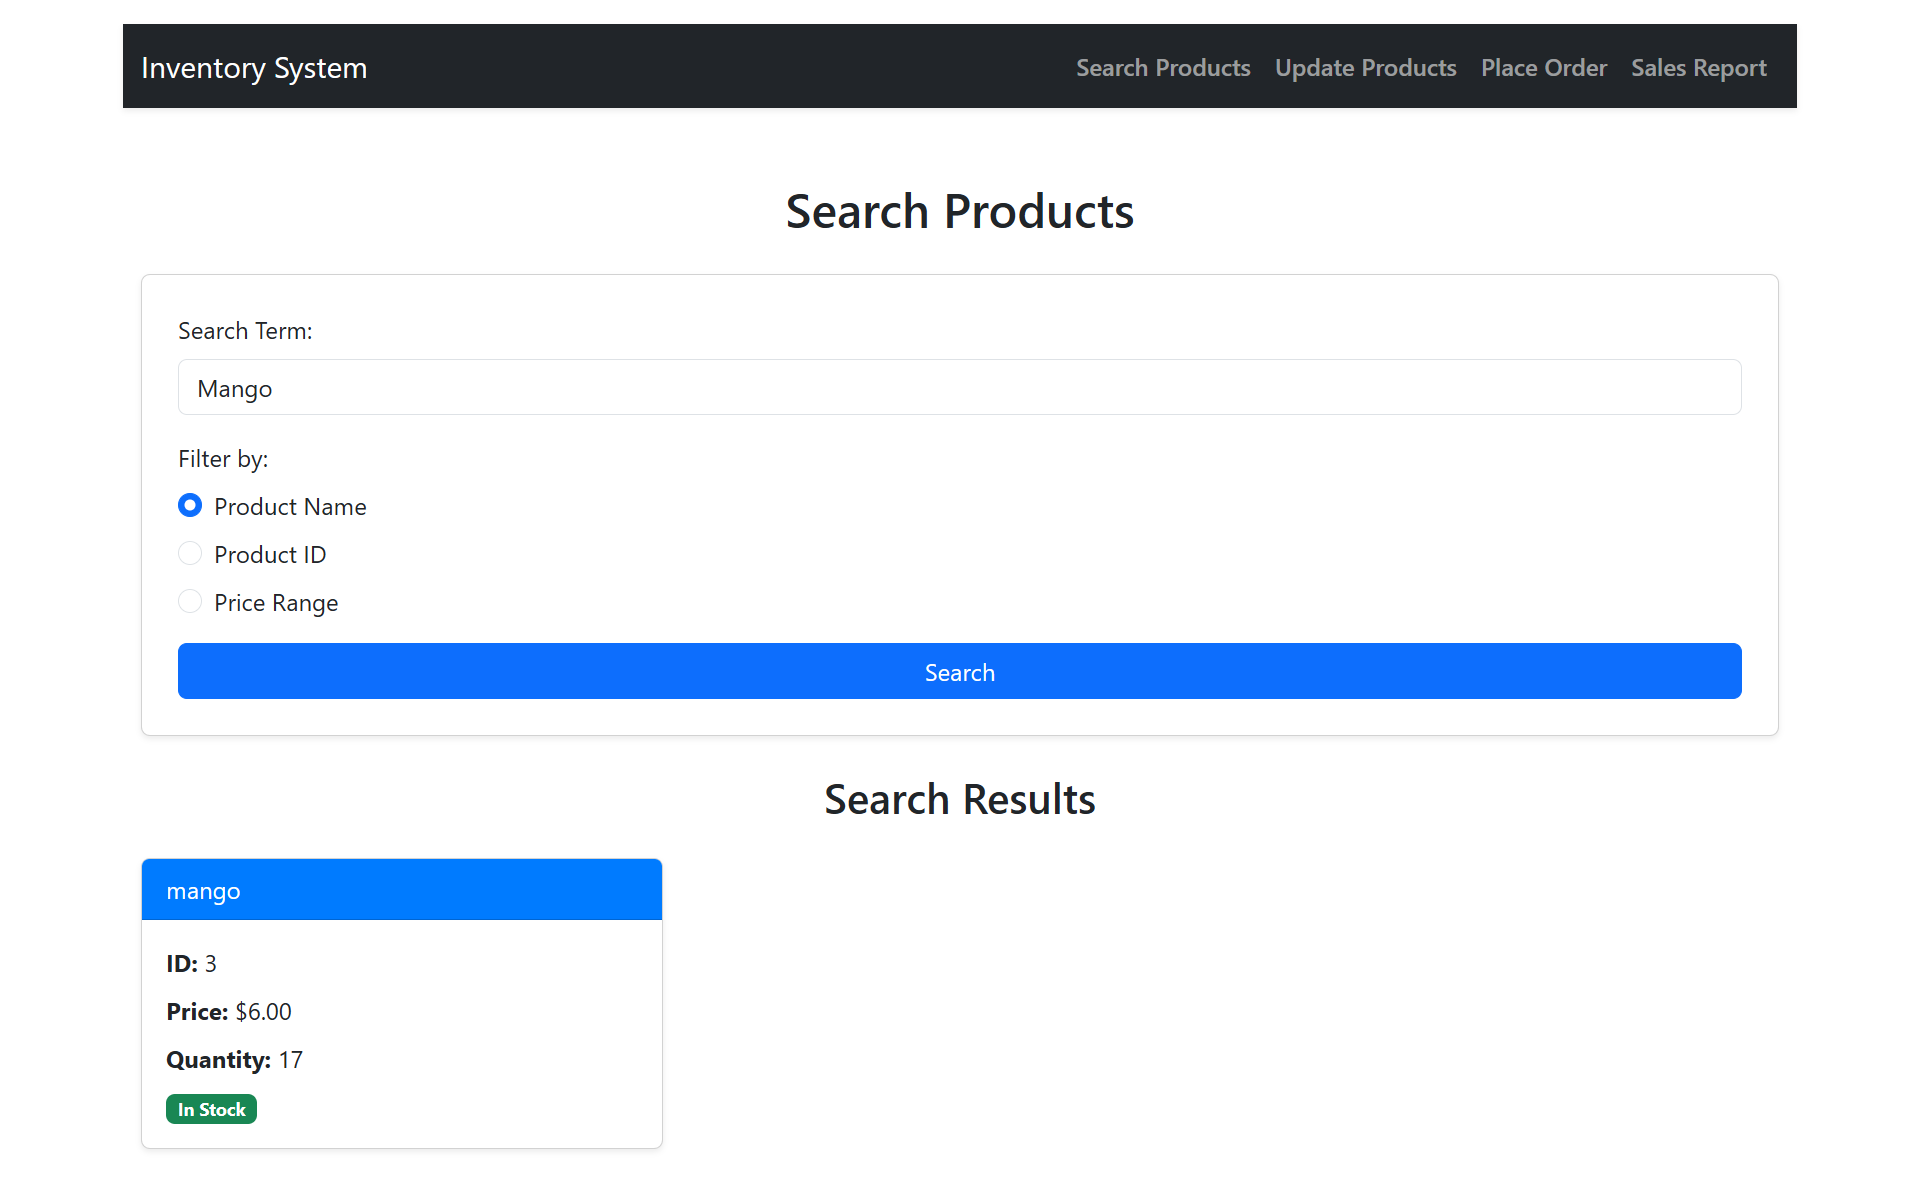 Inventory System
Search Products Update Products Place Order Sales Report
Search Products
Search Term:
Mango
Filter by:
Product Name
Product ID
Price Range
Search
Search Results
mango
ID: 3
Price: $6.00
Quantity: 17
In Stock